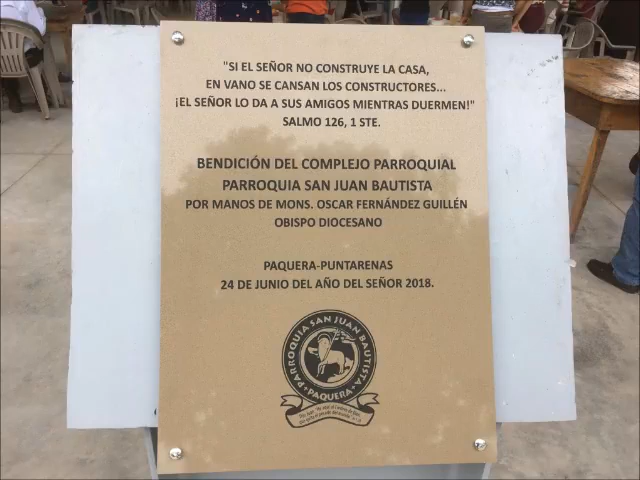 "SI EL SEÑOR NO CONSTRUYE LA CASA,
EN VANO SE CANSAN LOS CONSTRUCTORES...
¡EL SEÑOR LO DA A SUS AMIGOS MIENTRAS DUERMEN!"
SALMO 126, 1 STE.
BENDICIÓN DEL COMPLEJO PARROQUIAL
PARROQUIA SAN JUAN BAUTISTA
POR MANOS DE MONS. OSCAR FERNÁNDEZ GUILLÉN
OBISPO DIOCESANO
PAQUERA-PUNTARENAS
24 DE JUNIO DEL AÑO DEL SEÑOR 2018.
PARROQUIA SAN JUAN BAUTISTA
PAQUERA